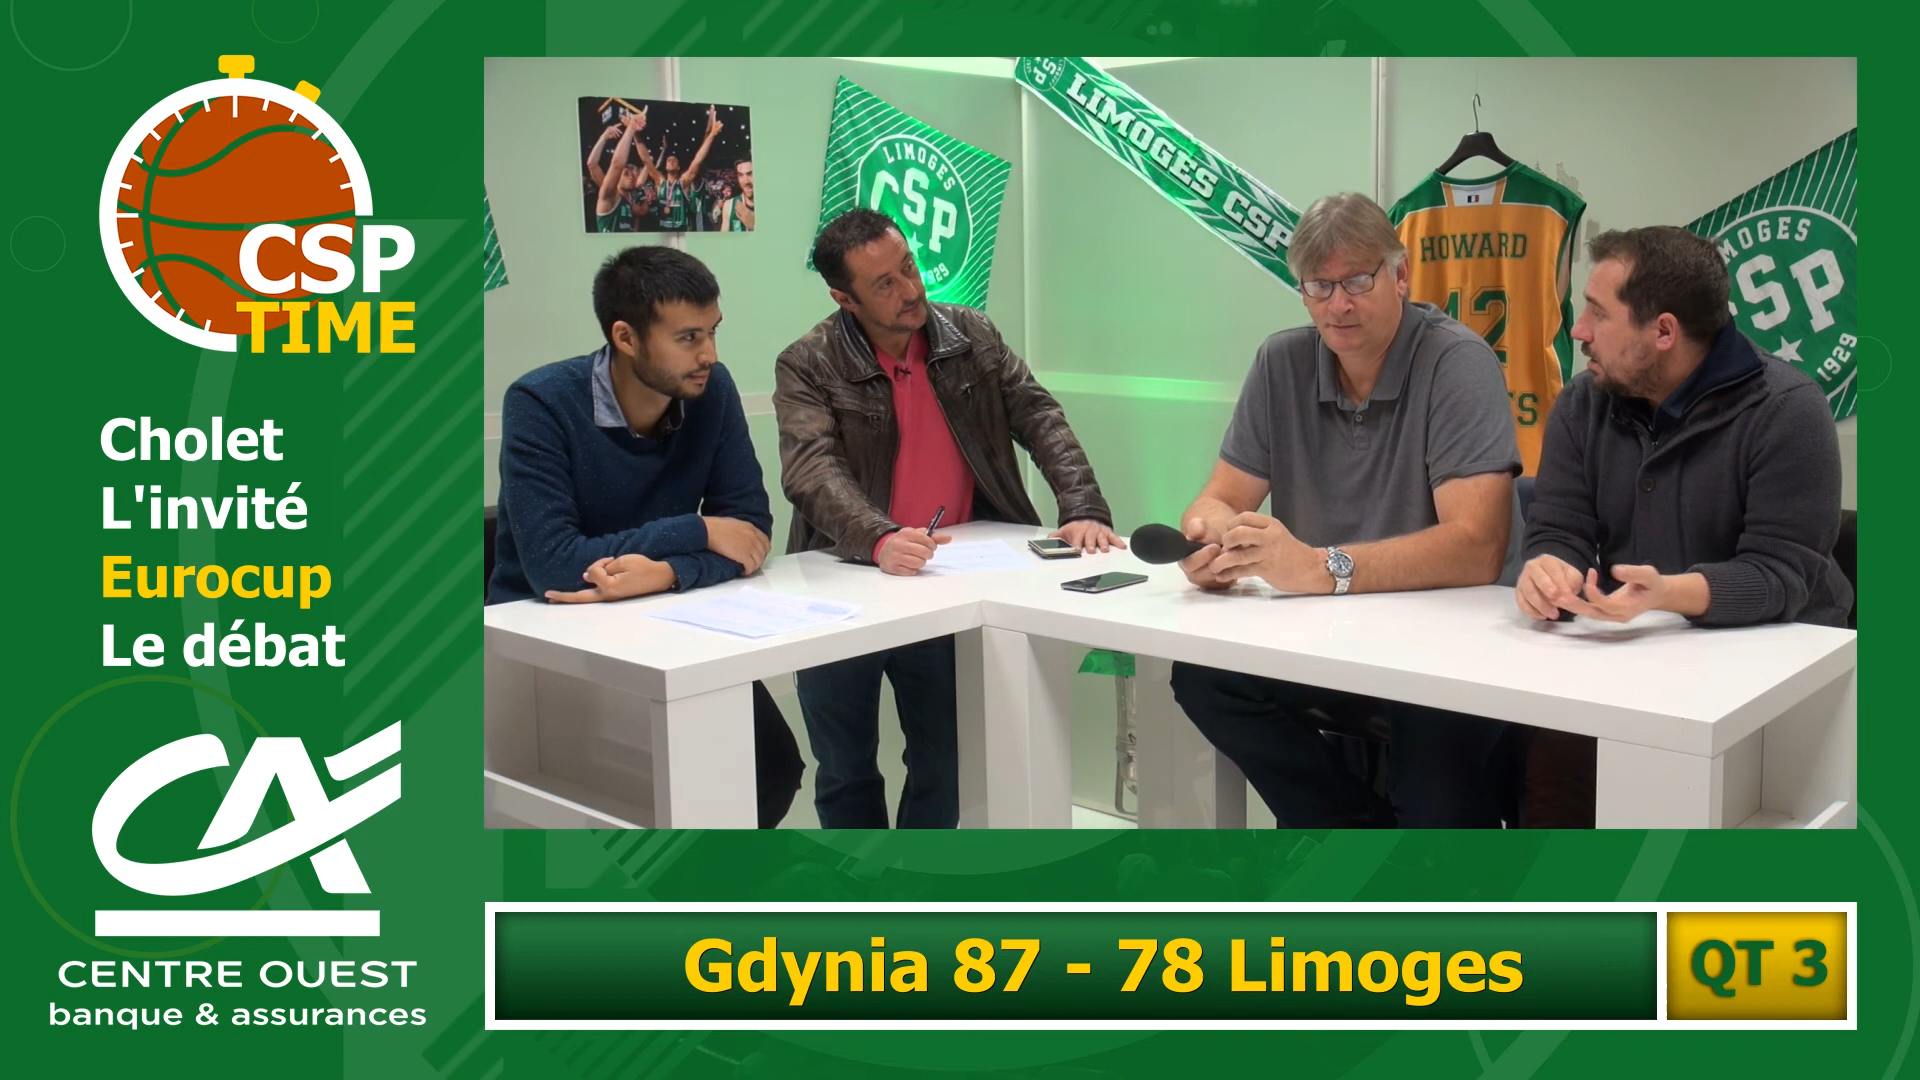 CSP
TIME
Cholet
L'invité
Eurocup
Le débat
CENTRE OUEST
banque & assurances
LIMOGES
CSP
1929
LIMOGES
LIMOGES CSP
HOWARD
12
MOGES
CSP
1929
Gdynia 87 - 78 Limoges
QT 3